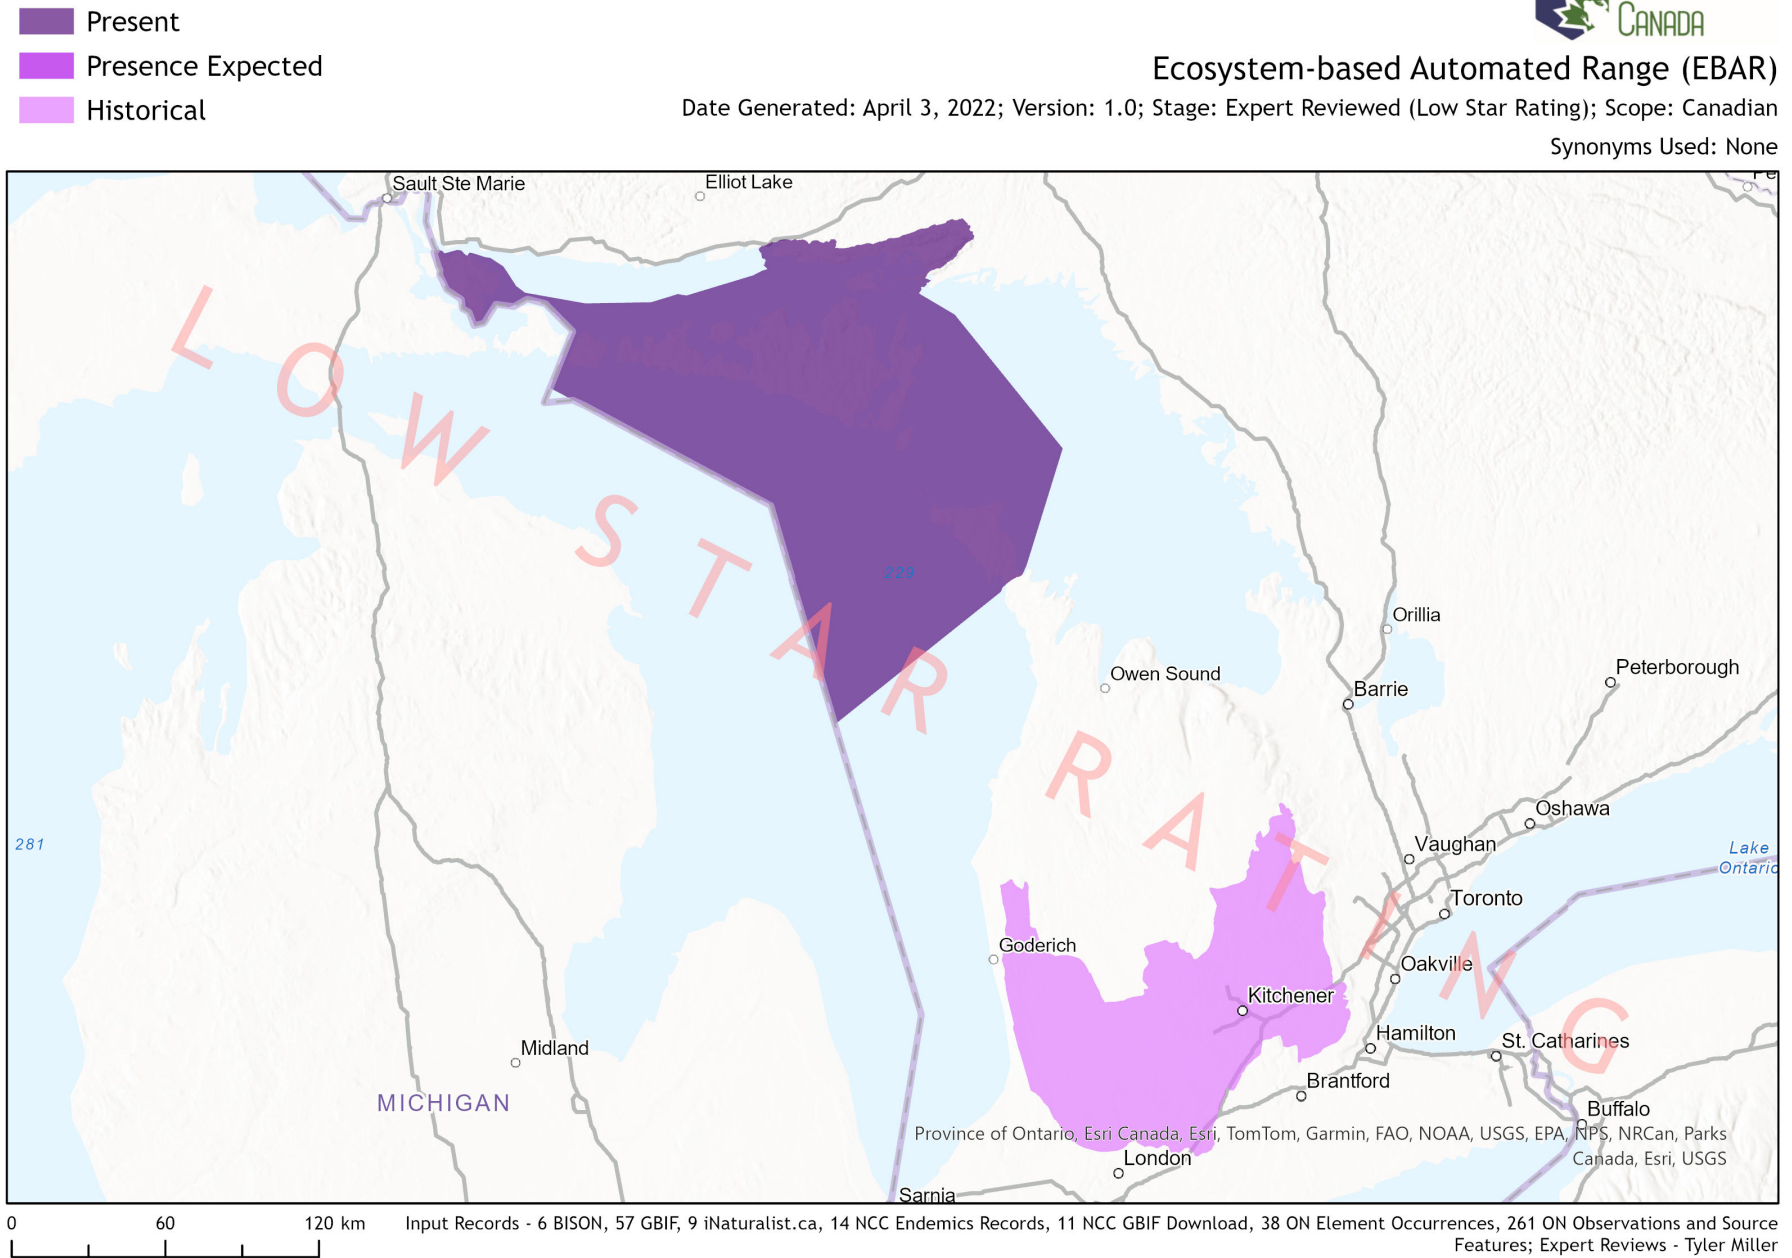 Present
Presence Expected
Historical
CANADA
Ecosystem-based Automated Range (EBAR)
Date Generated: April 3, 2022; Version: 1.0; Stage: Expert Reviewed (Low Star Rating); Scope: Canadian
Synonyms Used: None
Sault Ste Marie
Elliot Lake
Pe
LOW STAR RATING
229
Orillia
Owen Sound
Barrie
Peterborough
281
Oshawa
Vaughan
Lake
Ontario
Toronto
Goderich
Oakville
Kitchener
Hamilton
St. Catharines
Midland
Brantford
MICHIGAN
Buffalo
Province of Ontario, Esri Canada, Esri, TomTom, Garmin, FAO, NOAA, USGS, EPA, NPS, NRCan, Parks
Canada, Esri, USGS
London
Sarnia
0 60 120 km
Input Records - 6 BISON, 57 GBIF, 9 iNaturalist.ca, 14 NCC Endemics Records, 11 NCC GBIF Download, 38 ON Element Occurrences, 261 ON Observations and Source
Features; Expert Reviews - Tyler Miller